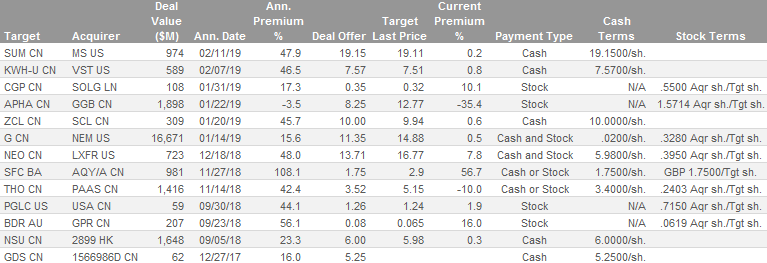 Target Acquirer Deal Value ($M) Ann. Date Ann. Premium % Deal Offer Target Last Price Current Premium % Payment Type Cash Terms Stock Terms
SUM CN MS US 974 02/11/19 47.9 19.15 19.11 0.2 Cash 19.1500/sh.
KWH-U CN VST US 589 02/07/19 46.5 7.57 7.51 0.8 Cash 7.5700/sh.
CGP CN SOLG LN 108 01/31/19 17.3 0.35 0.32 10.1 Stock N/A .5500 Aqr sh./Tgt sh.
APHA CN GGB CN 1,898 01/22/19 -3.5 8.25 12.77 -35.4 Stock N/A 1.5714 Aqr sh./Tgt sh.
ZCL CN SCL CN 309 01/20/19 45.7 10.00 9.94 0.6 Cash 10.0000/sh.
G CN NEM US 16,671 01/14/19 15.6 11.35 14.88 0.5 Cash and Stock .0200/sh. .3280 Aqr sh./Tgt sh.
NEO CN LXFR US 723 12/18/18 48.0 13.71 16.77 7.8 Cash and Stock 5.9800/sh. .3950 Aqr sh./Tgt sh.
SFC BA AQY/A CN 981 11/27/18 108.1 1.75 2.9 56.7 Cash or Stock 1.7500/sh. GBP 1.7500/Tgt sh.
THO CN PAAS CN 1,416 11/14/18 42.4 3.52 5.15 -10.0 Cash or Stock 3.4000/sh. .2403 Aqr sh./Tgt sh.
PGLC US USA CN 59 09/30/18 44.1 1.26 1.24 1.9 Stock N/A .7150 Aqr sh./Tgt sh.
BDR AU GPR CN 207 09/23/18 56.1 0.08 0.065 16.0 Stock N/A .0619 Aqr sh./Tgt sh.
NSU CN 2899 HK 1,648 09/05/18 23.3 6.00 5.98 0.3 Cash 6.0000/sh.
GDS CN 1566986D CN 62 12/27/17 16.0 5.25 Cash 5.2500/sh.